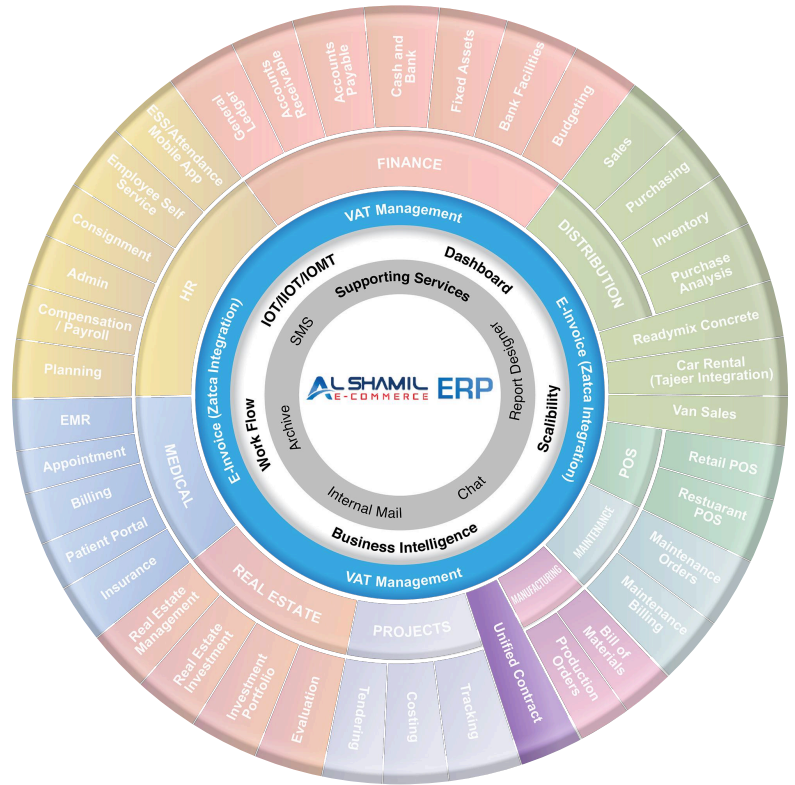 General
Ledger
Accounts
Receivable
Accounts
Payable
Cash and
Bank
Fixed Assets
Bank Facilities
Budgeting
FINANCE
Sales
Purchasing
Inventory
Purchase
Analysis
Readymix Concrete
Car Rental
(Tajeer Integration)
Van Sales
DISTRIBUTION
Retail POS
Restuarant
POS
POS
Maintenance
Orders
Maintenance
Billing
MAINTENANCE
Bill of
Materials
Production
Orders
MANUFACTURING
Unified Contract
Tracking
Costing
Tendering
PROJECTS
Evaluation
Investment
Portfolio
Real Estate
Investment
Real Estate
Management
REAL ESTATE
Insurance
Patient Portal
Billing
Appointment
EMR
MEDICAL
Planning
Compensation
/ Payroll
Admin
Consignment
Employee Self
Service
ESS/Attendance
Mobile App
HR
VAT Management
E-Invoice (Zatca Integration)
VAT Management
E-Invoice (Zatca Integration)
IOT/IIOT/IOMT
Dashboard
Scalibility
Business Intelligence
Work Flow
Supporting Services
SMS
Report Designer
Chat
Internal Mail
Archive
AL SHAMIL
E-COMMERCE
ERP